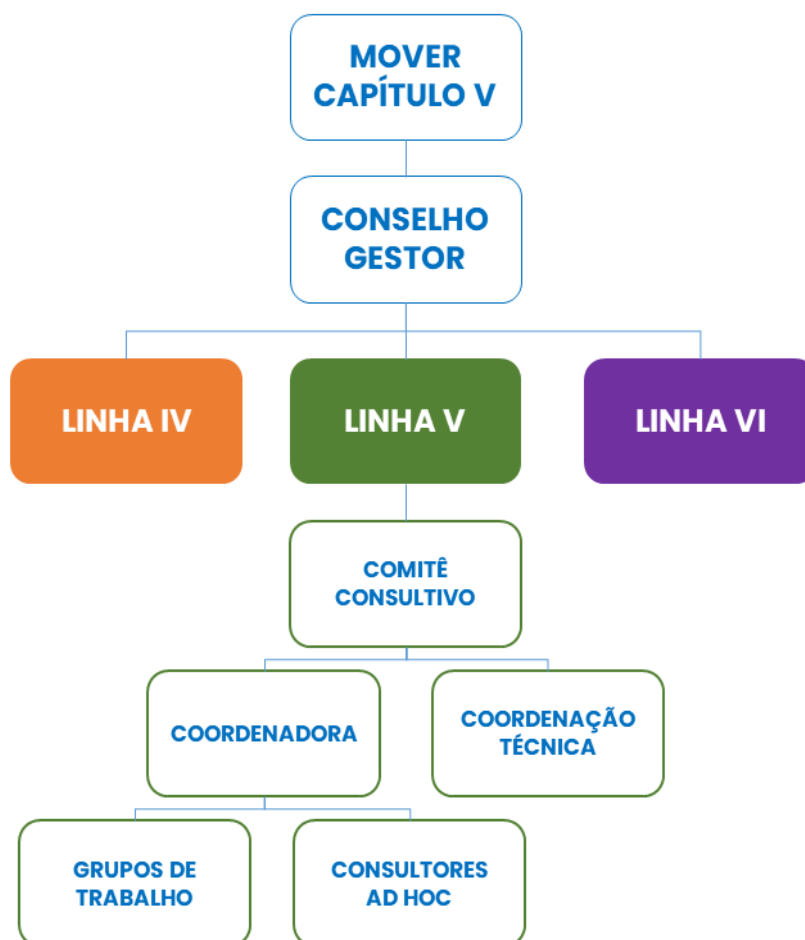 MOVER
CAPÍTULO V
CONSELHO
GESTOR
LINHA IV
LINHA V
LINHA VI
COMITÊ
CONSULTIVO
COORDENADORA
COORDENAÇÃO
TÉCNICA
GRUPOS DE
TRABALHO
CONSULTORES
AD HOC